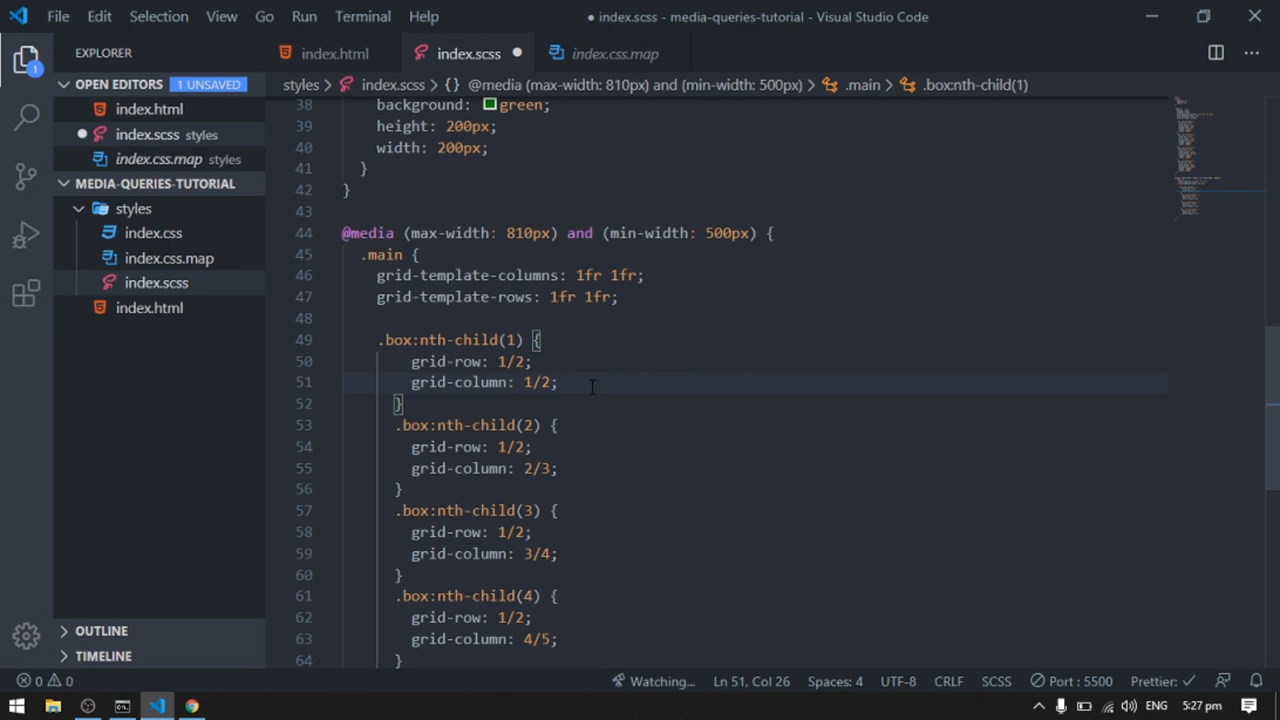 File Edit Selection View Go Run Terminal Help
● index.scss - media-queries-tutorial - Visual Studio Code
EXPLORER
index.html
index.scss
index.css.map
OPEN EDITORS 1 UNSAVED
index.html
index.scss styles
index.css.map styles
MEDIA-QUERIES-TUTORIAL
styles
index.css
index.css.map
index.scss
index.html
OUTLINE
TIMELINE
1
styles > index.scss > {} @media (max-width: 810px) and (min-width: 500px) > .main > .box:nth-child(1)
38 background: green;
39 height: 200px;
40 width: 200px;
41 }
42 }
43
44 @media (max-width: 810px) and (min-width: 500px) {
45 .main {
46 grid-template-columns: 1fr 1fr;
47 grid-template-rows: 1fr 1fr;
48
49 .box:nth-child(1) {
50 grid-row: 1/2;
51 grid-column: 1/2;
52 }
53 .box:nth-child(2) {
54 grid-row: 1/2;
55 grid-column: 2/3;
56 }
57 .box:nth-child(3) {
58 grid-row: 1/2;
59 grid-column: 3/4;
60 }
61 .box:nth-child(4) {
62 grid-row: 1/2;
63 grid-column: 4/5;
64 }
0 0 Watching... Ln 51, Col 26 Spaces: 4 UTF-8 CRLF SCSS Port : 5500 Prettier: ✓
ENG 5:27 pm